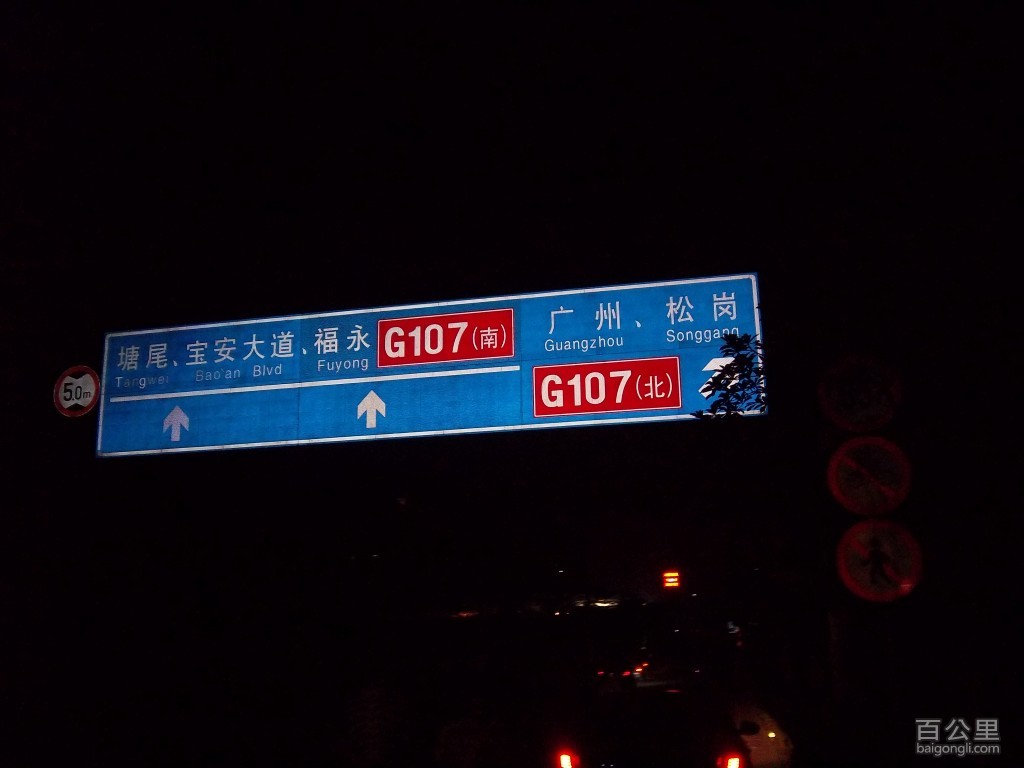 5.0m
塘尾、宝安大道、福永 G107(南)
Tangwei Bao'an Blvd Fuyong
广州、松岗
Guangzhou Songgang
G107(北)
百公里
baigongli.com